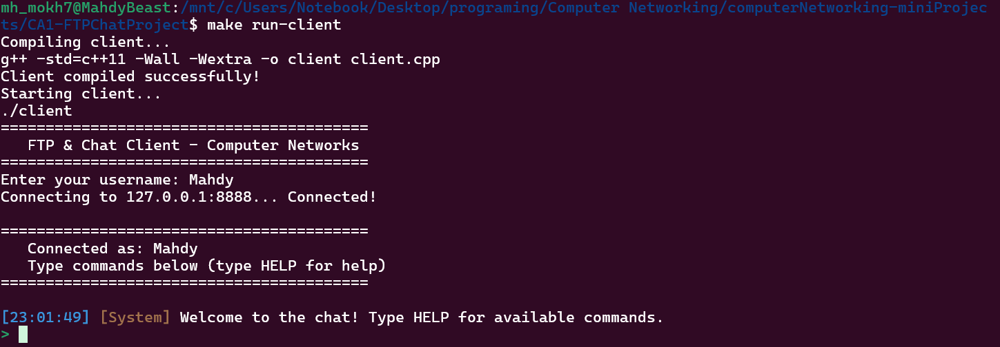 mh_mokh7@MahdyBeast:/mnt/c/Users/Notebook/Desktop/programing/Computer Networking/computerNetworking-miniProjec
ts/CA1-FTPChatProject$ make run-client
Compiling client...
g++ -std=c++11 -Wall -Wextra -o client client.cpp
Client compiled successfully!
Starting client...
./client
=========================================
   FTP & Chat Client - Computer Networks
=========================================
Enter your username: Mahdy
Connecting to 127.0.0.1:8888... Connected!

=========================================
   Connected as: Mahdy
   Type commands below (type HELP for help)
=========================================

[23:01:49] [System] Welcome to the chat! Type HELP for available commands.
>